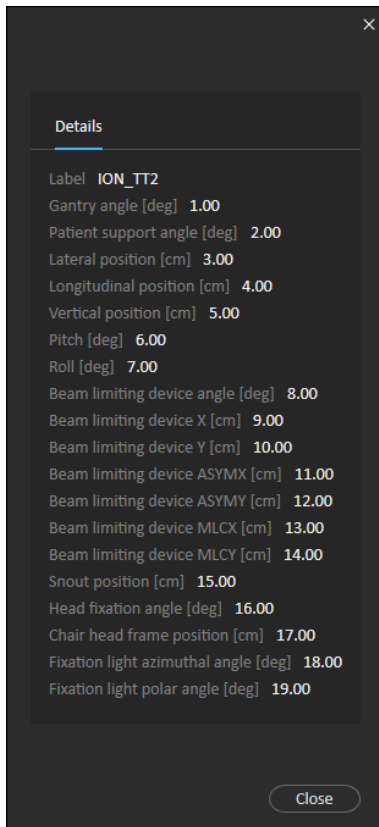 Details
Label ION_TT2
Gantry angle [deg] 1.00
Patient support angle [deg] 2.00
Lateral position [cm] 3.00
Longitudinal position [cm] 4.00
Vertical position [cm] 5.00
Pitch [deg] 6.00
Roll [deg] 7.00
Beam limiting device angle [deg] 8.00
Beam limiting device X [cm] 9.00
Beam limiting device Y [cm] 10.00
Beam limiting device ASYMX [cm] 11.00
Beam limiting device ASYMY [cm] 12.00
Beam limiting device MLCX [cm] 13.00
Beam limiting device MLCY [cm] 14.00
Snout position [cm] 15.00
Head fixation angle [deg] 16.00
Chair head frame position [cm] 17.00
Fixation light azimuthal angle [deg] 18.00
Fixation light polar angle [deg] 19.00
Close